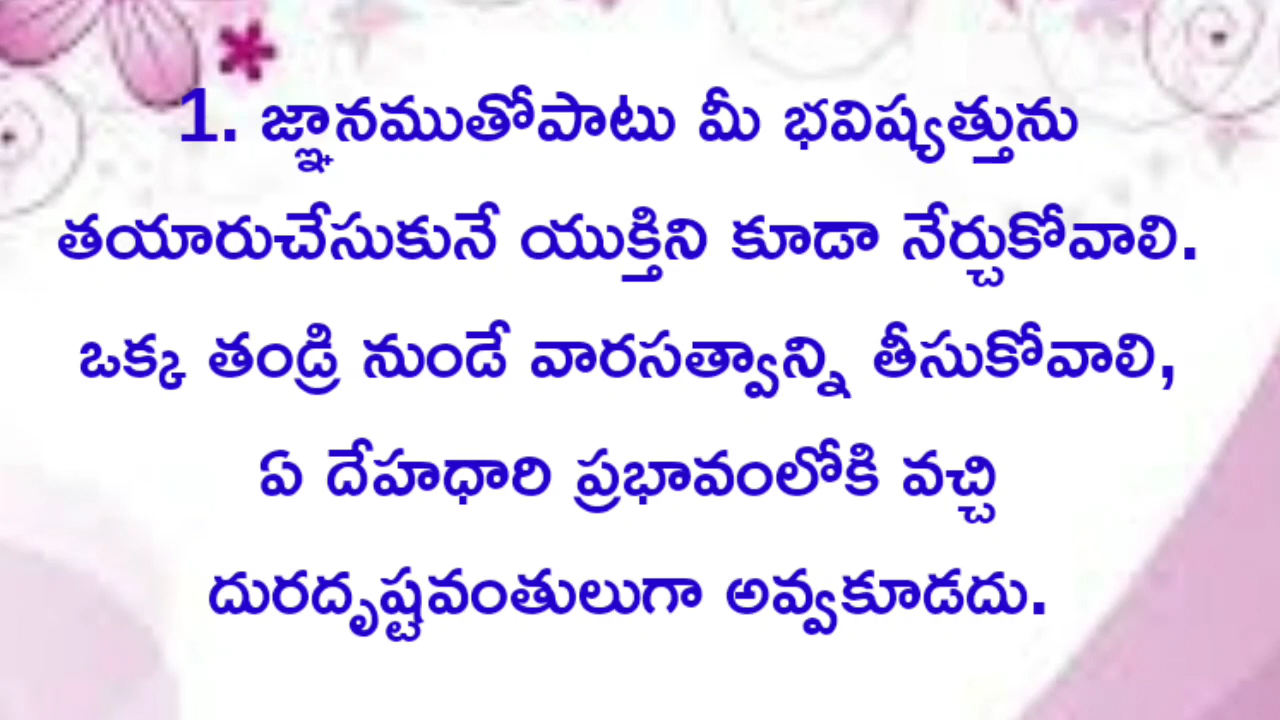 1. జ్ఞానముతోపాటు మీ భవిష్యత్తును
తయారుచేసుకునే యుక్తిని కూడా నేర్చుకోవాలి.
ఒక్క తండ్రి నుండే వారసత్వాన్ని తీసుకోవాలి,
ఏ దేహధారి ప్రభావంలోకి వచ్చి
దురదృష్టవంతులుగా అవ్వకూడదు.